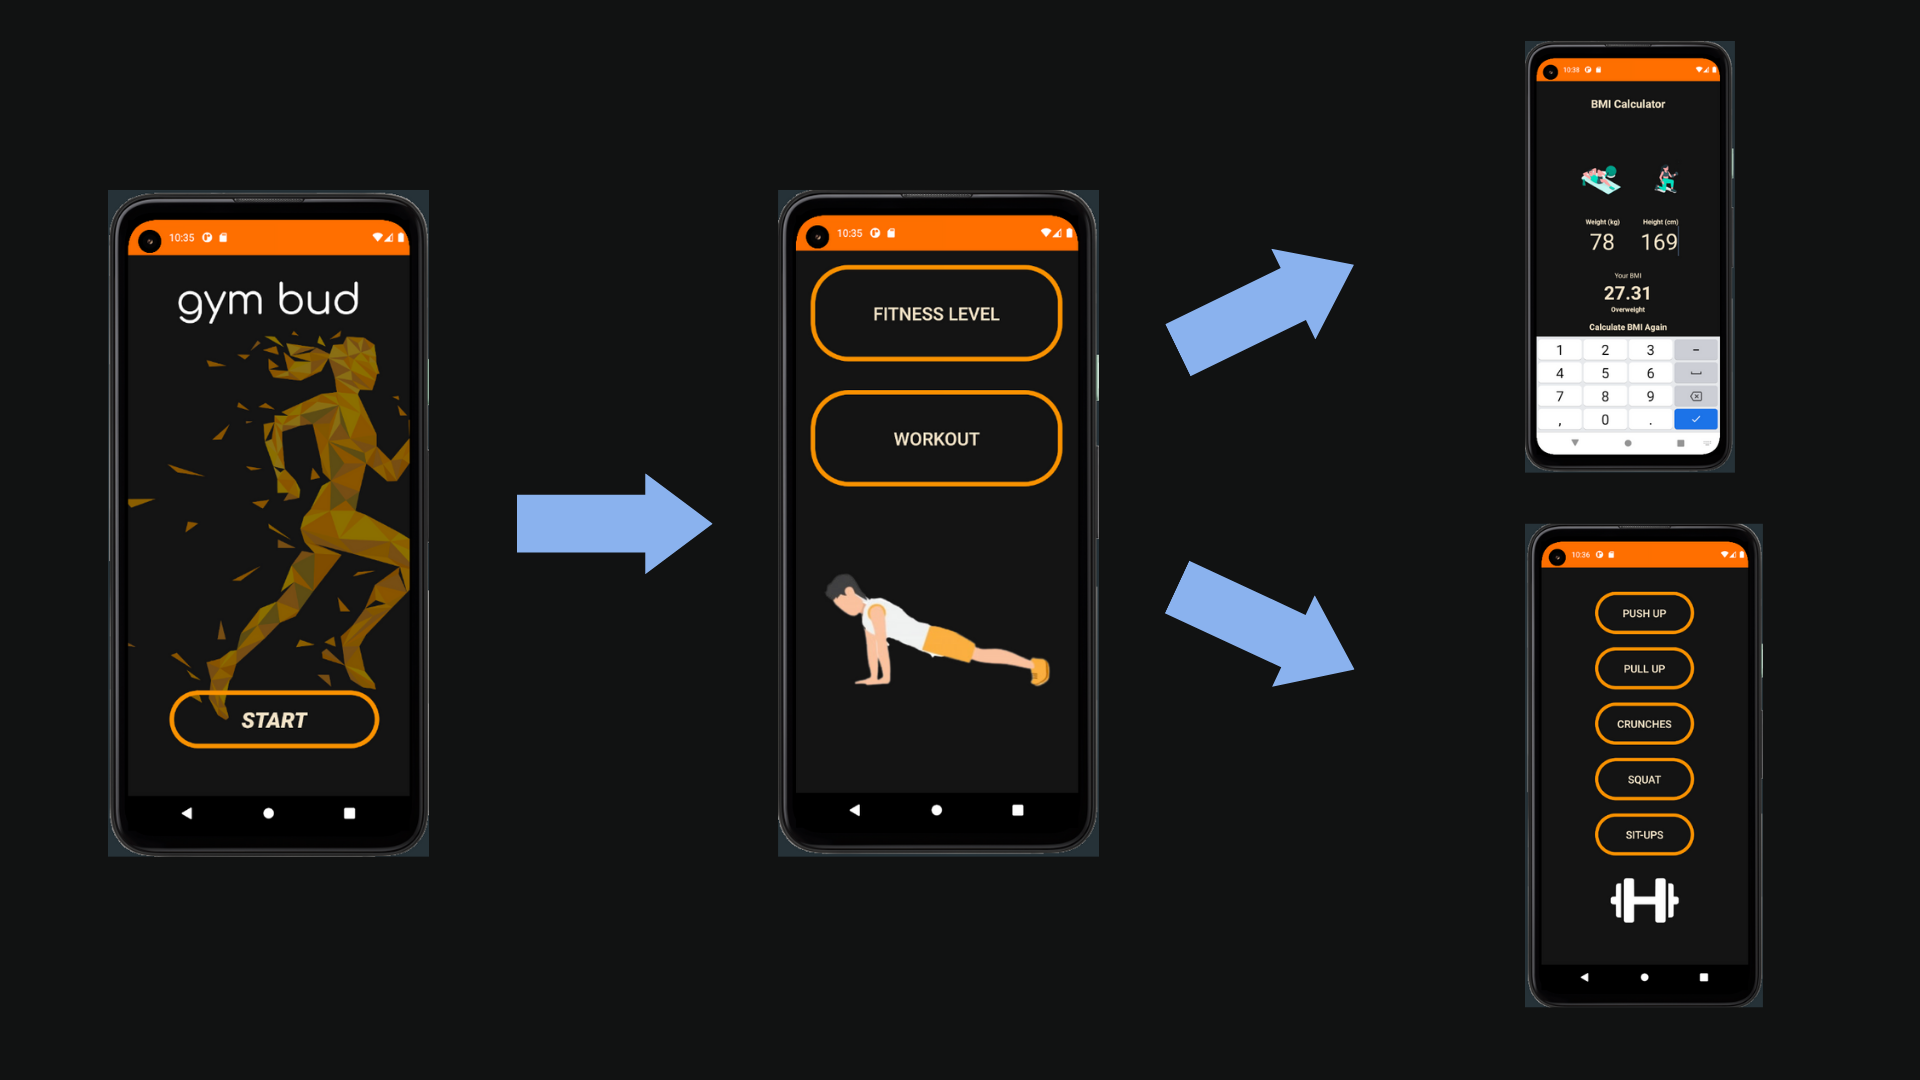 10:35
gym bud
START
10:35
FITNESS LEVEL
WORKOUT
10:38
BMI Calculator
Weight (kg) Height (cm)
78 169
Your BMI
27.31
Overweight
Calculate BMI Again
1 2 3 -
4 5 6
7 8 9
, 0 .
10:36
PUSH UP
PULL UP
CRUNCHES
SQUAT
SIT-UPS